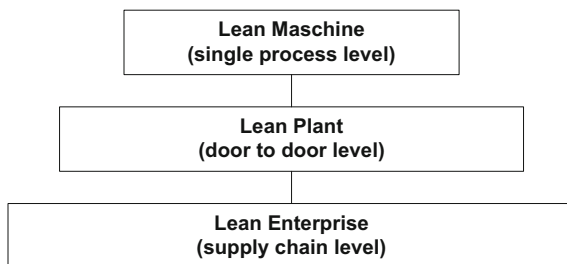 Lean Maschine
(single process level)
Lean Plant
(door to door level)
Lean Enterprise
(supply chain level)